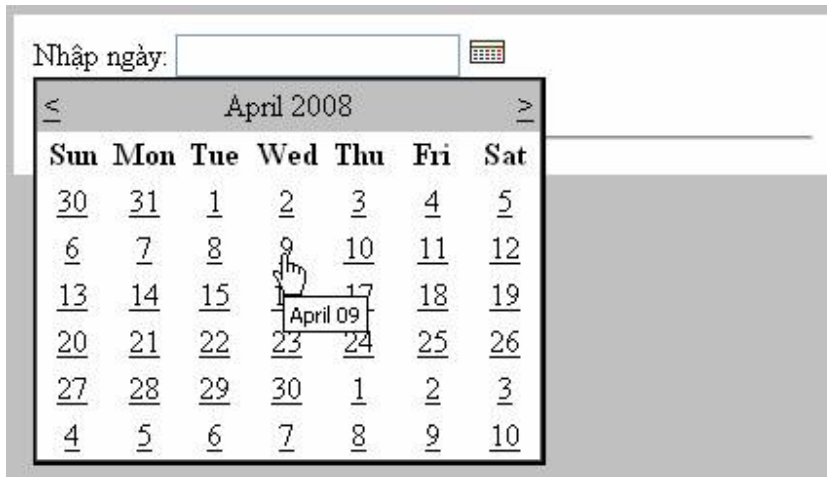 Nhập ngày:
< April 2008 >
Sun Mon Tue Wed Thu Fri Sat
30 31 1 2 3 4 5
6 7 8 9 10 11 12
13 14 15 17 18 19
April 09
20 21 22 23 24 25 26
27 28 29 30 1 2 3
4 5 6 7 8 9 10